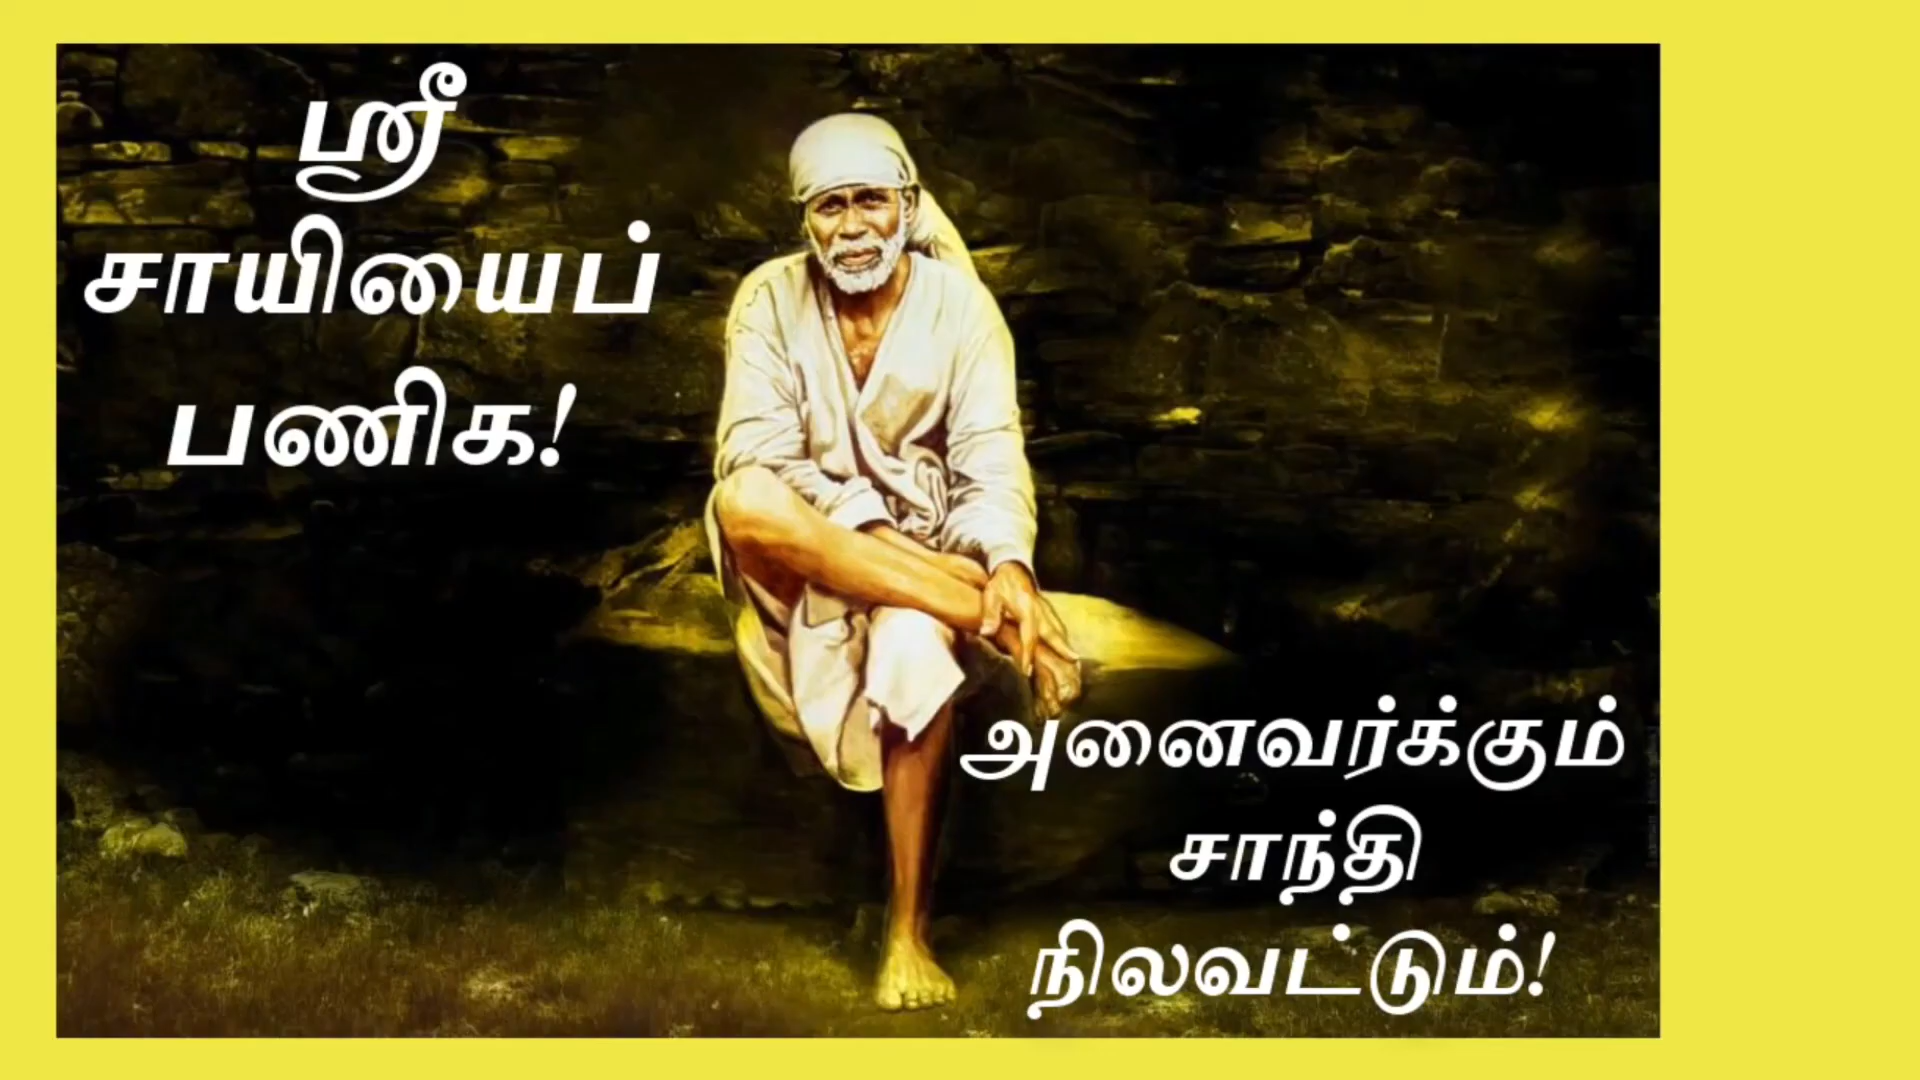 ஸ்ரீ
சாயியைப்
பணிக!
அனைவர்க்கும்
சாந்தி
நிலவட்டும்!